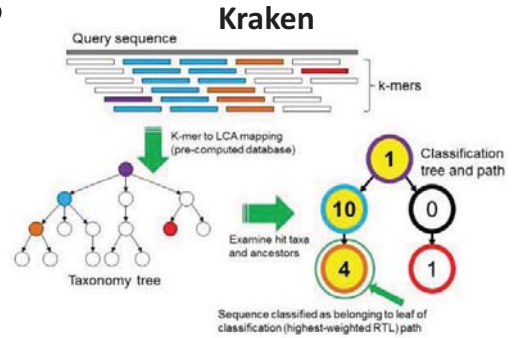 Kraken
Query sequence
k-mers
K-mer to LCA mapping
(pre-computed database)
1
Classification
tree and path
10
0
Examine hit taxa
and ancestors
4
1
Taxonomy tree
Sequence classified as belonging to leaf of
classification (highest-weighted RTL) path